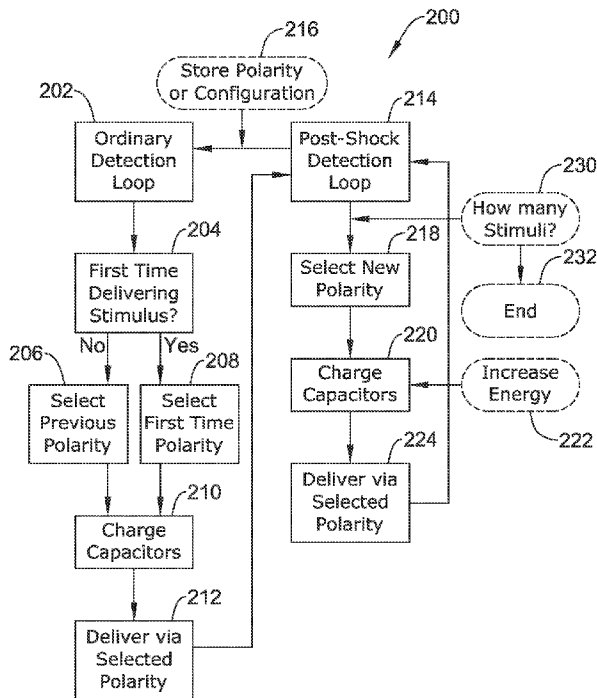 216
200
Store Polarity
or Configuration
202
Ordinary
Detection
Loop
214
Post-Shock
Detection
Loop
204
First Time
Delivering
Stimulus?
No
Yes
206
Select
Previous
Polarity
208
Select
First Time
Polarity
210
Charge
Capacitors
212
Deliver via
Selected
Polarity
230
How many
Stimuli?
232
End
218
Select New
Polarity
220
Charge
Capacitors
Increase
Energy
222
224
Deliver via
Selected
Polarity